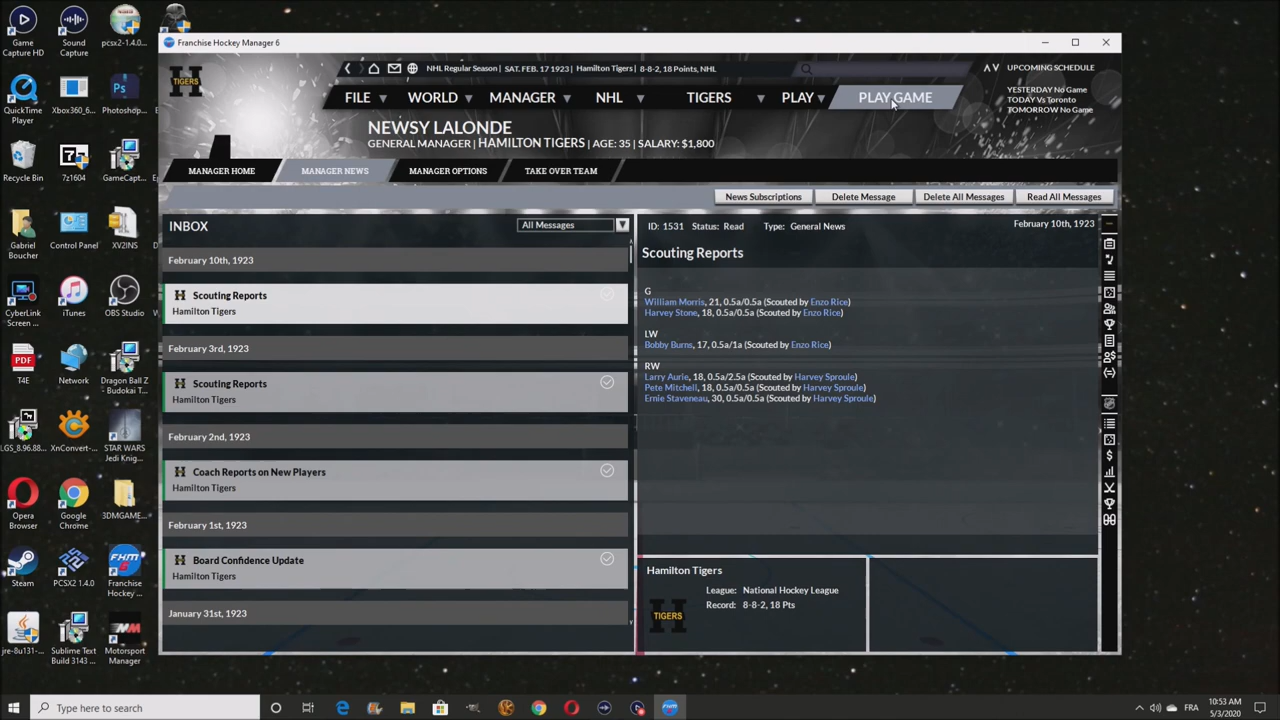 Game Capture HD
Sound Capture
pcsx2-1.4.0...
Franchise Hockey Manager 6
NHL Regular Season | SAT. FEB. 17 1923 | Hamilton Tigers | 8-8-2, 18 Points, NHL
UPCOMING SCHEDULE
YESTERDAY No Game
TODAY Vs Toronto
TOMORROW No Game
H TIGERS
FILE WORLD MANAGER NHL TIGERS PLAY PLAY GAME
NEWSY LALONDE
GENERAL MANAGER | HAMILTON TIGERS | AGE: 35 | SALARY: $1,800
MANAGER HOME MANAGER NEWS MANAGER OPTIONS TAKE OVER TEAM
News Subscriptions Delete Message Delete All Messages Read All Messages
INBOX All Messages
February 10th, 1923
Scouting Reports
Hamilton Tigers
February 3rd, 1923
Scouting Reports
Hamilton Tigers
February 2nd, 1923
Coach Reports on New Players
Hamilton Tigers
February 1st, 1923
Board Confidence Update
Hamilton Tigers
January 31st, 1923
ID: 1531 Status: Read Type: General News February 10th, 1923
Scouting Reports
G
William Morris, 21, 0.5a/0.5a (Scouted by Enzo Rice)
Harvey Stone, 18, 0.5a/0.5a (Scouted by Enzo Rice)
LW
Bobby Burns, 17, 0.5a/1a (Scouted by Enzo Rice)
RW
Larry Aurie, 18, 0.5a/2.5a (Scouted by Harvey Sproule)
Pete Mitchell, 18, 0.5a/0.5a (Scouted by Harvey Sproule)
Ernie Staveneau, 30, 0.5a/0.5a (Scouted by Harvey Sproule)
Hamilton Tigers
League: National Hockey League
Record: 8-8-2, 18 Pts
TIGERS
QuickTime Player
Xbox360_6...
Photoshop...
Recycle Bin
7z1604
GameCapt...
Gabriel Boucher
Control Panel
XV2INS
CyberLink Screen ...
iTunes
OBS Studio
T4E
Network
Dragon Ball Z - Budokai T...
LGS_8.96.88...
XnConvert-...
STAR WARS Jedi Knig...
Opera Browser
Google Chrome
3DMGAME...
Steam
PCSX2 1.4.0
Franchise Hockey ...
jre-8u131-...
Sublime Text Build 3143 ...
Motorsport Manager
Type here to search
FRA
10:53 AM
5/3/2020